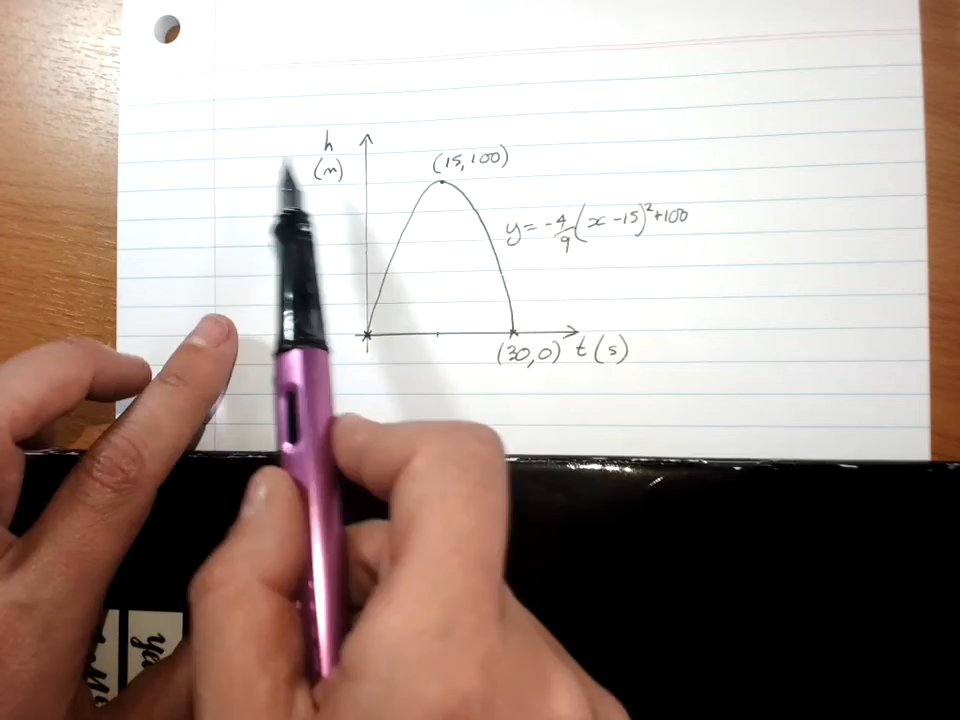 h
(m)
(15,100)
y = -4/9 (x - 15)² + 100
(30,0) t (s)